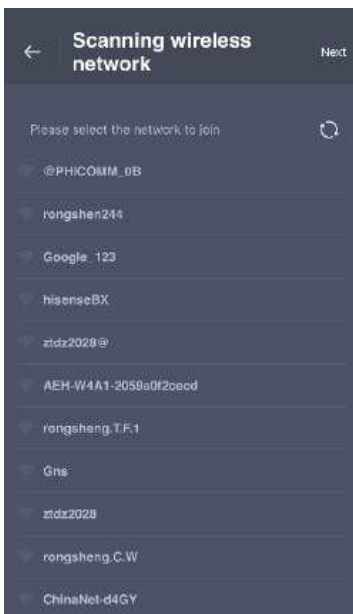 Scanning wireless
network
Next
Please select the network to join
@PHICOMM_0B
rongshen244
Google_123
hisenseBX
ztdz2028@
AEH-W4A1-2059a0f2cecd
rongsheng.T.F.1
Gns
ztdz2028
rongsheng.C.W
ChinaNet-d4GY